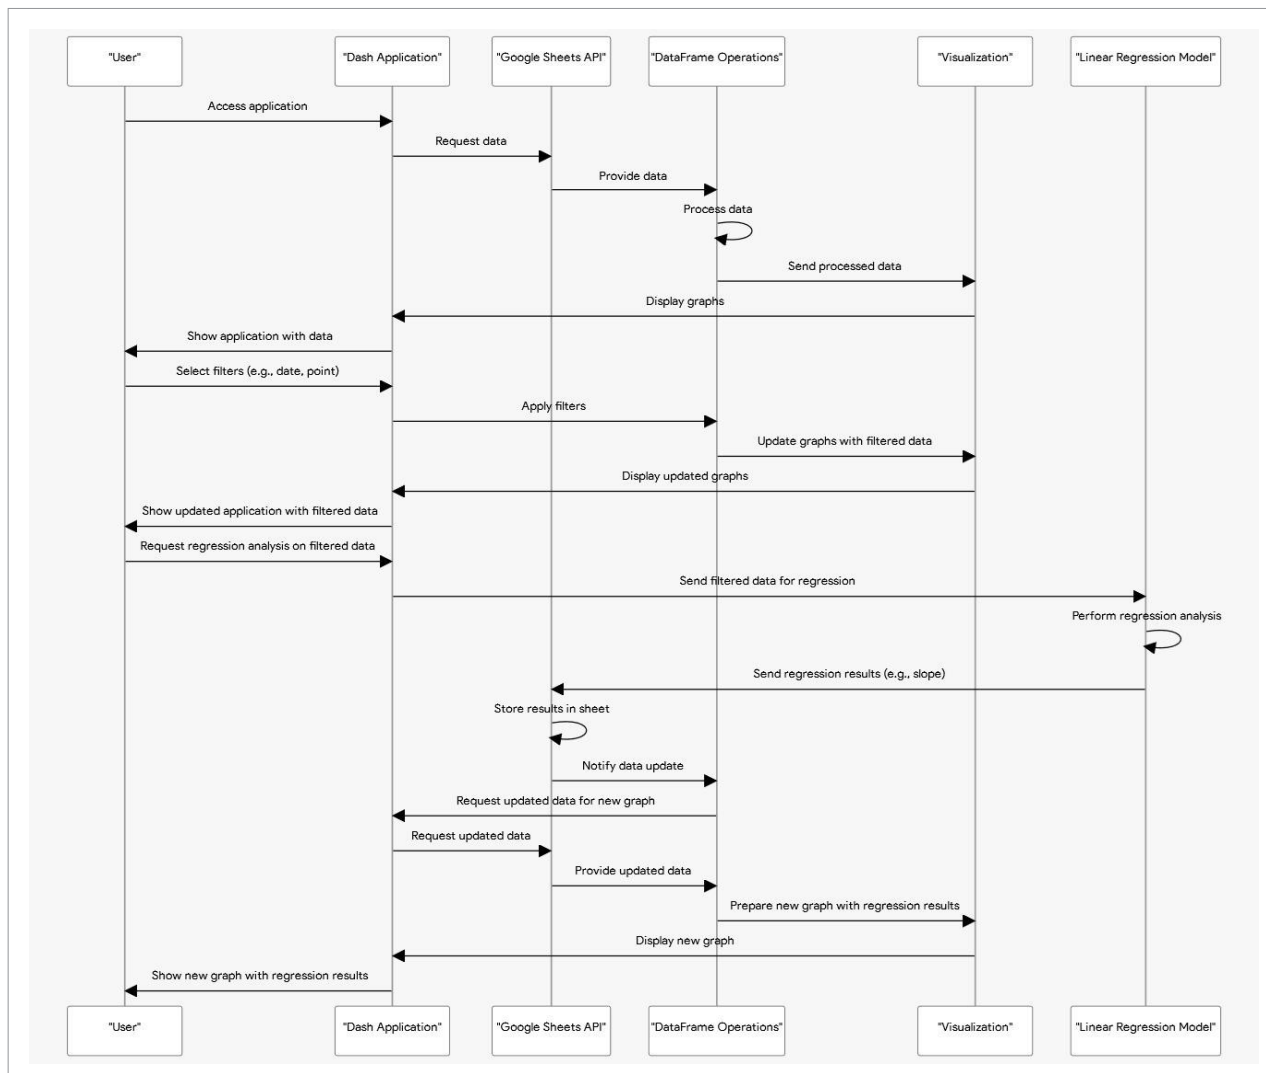 "User"
"Dash Application"
"Google Sheets API"
"DataFrame Operations"
"Visualization"
"Linear Regression Model"
Access application
Request data
Provide data
Process data
Send processed data
Display graphs
Show application with data
Select filters (e.g., date, point)
Apply filters
Update graphs with filtered data
Display updated graphs
Show updated application with filtered data
Request regression analysis on filtered data
Send filtered data for regression
Perform regression analysis
Send regression results (e.g., slope)
Store results in sheet
Notify data update
Request updated data for new graph
Request updated data
Provide updated data
Prepare new graph with regression results
Display new graph
Show new graph with regression results
"User"
"Dash Application"
"Google Sheets API"
"DataFrame Operations"
"Visualization"
"Linear Regression Model"